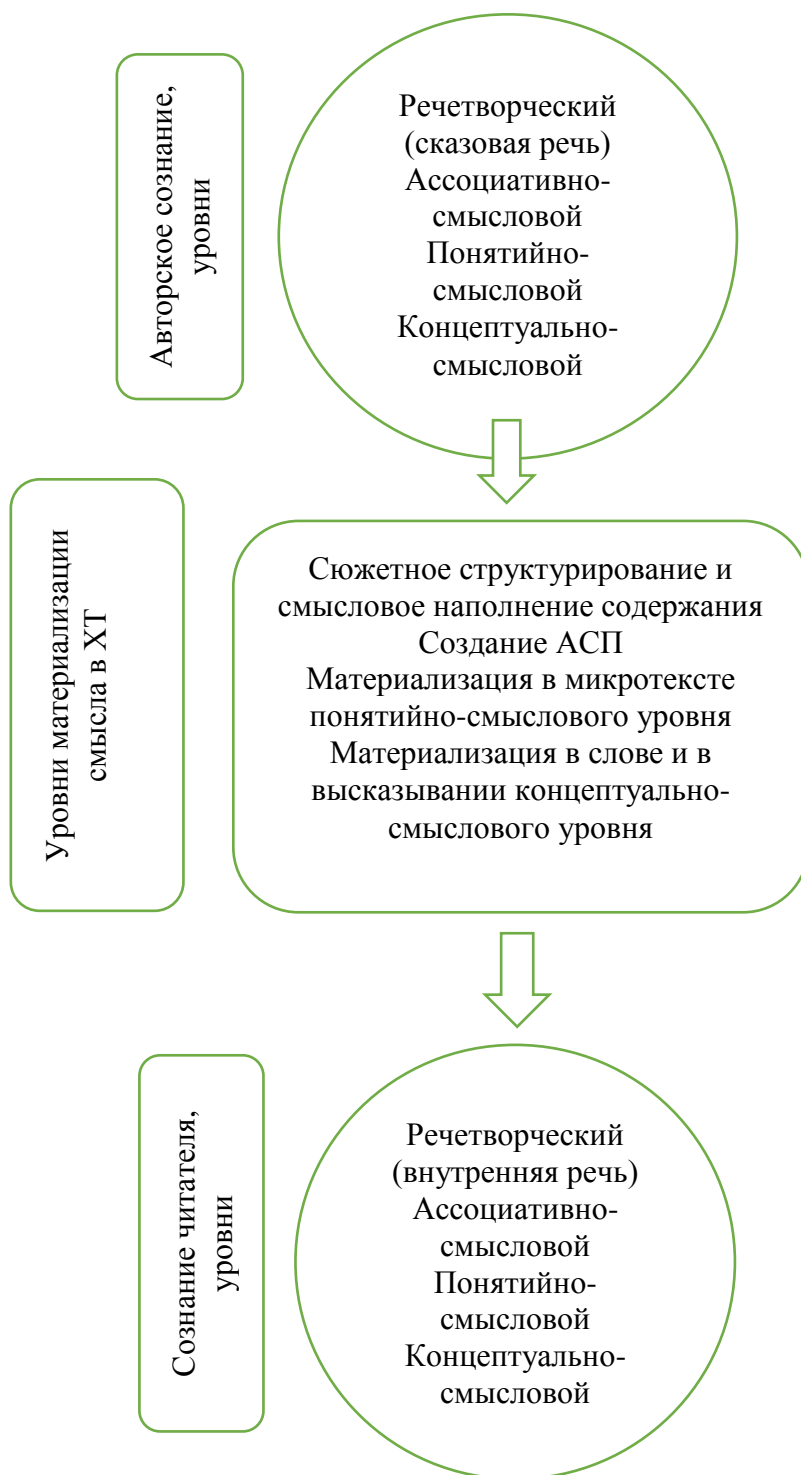 Авторское сознание,
уровни
Речетворческий
(сказовая речь)
Ассоциативно-
смысловой
Понятийно-
смысловой
Концептуально-
смысловой
Уровни материализации
смысла в ХТ
Сюжетное структурирование и
смысловое наполнение содержания
Создание АСП
Материализация в микротексте
понятийно-смыслового уровня
Материализация в слове и в
высказывании концептуально-
смыслового уровня
Сознание читателя,
уровни
Речетворческий
(внутренняя речь)
Ассоциативно-
смысловой
Понятийно-
смысловой
Концептуально-
смысловой